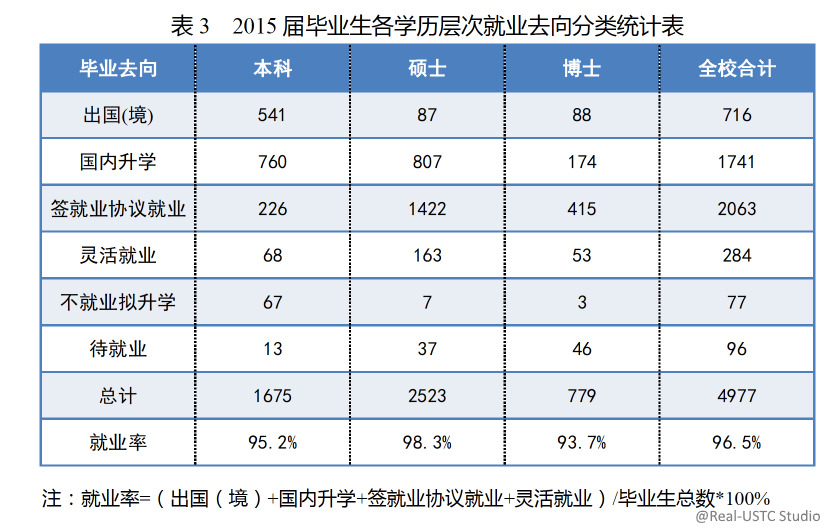 表 3 2015 届毕业生各学历层次就业去向分类统计表
毕业去向 本科 硕士 博士 全校合计
出国(境) 541 87 88 716
国内升学 760 807 174 1741
签就业协议就业 226 1422 415 2063
灵活就业 68 163 53 284
不就业拟升学 67 7 3 77
待就业 13 37 46 96
总计 1675 2523 779 4977
就业率 95.2% 98.3% 93.7% 96.5%
注：就业率=（出国（境）+国内升学+签就业协议就业+灵活就业）/毕业生总数*100%
@Real-USTC Studio